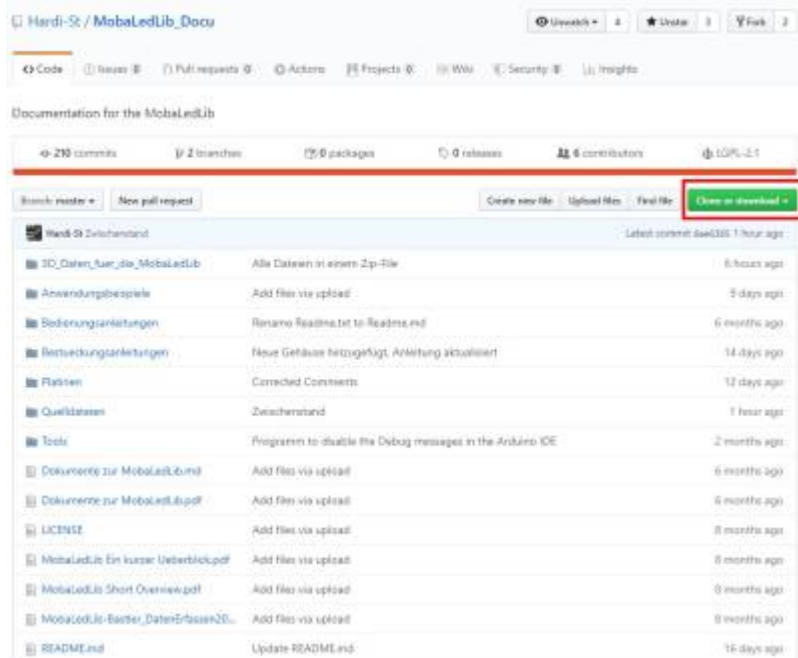 Hardi-St / MobaLedLib_Docu Unwatch 4 Unstar 3 Fork 2
Code Issues 0 Pull requests 0 Actions Projects 0 Wiki Security 0 Insights
Documentation for the MobaLedLib
210 commits 2 branches 0 packages 0 releases 6 contributors LGPL-2.1
Branch: master New pull request Create new file Upload files Find file Clone or download
Hardi-St Zwischenstand Latest commit 1 hour ago
3D_Daten_fuer_die_MobaLedLib Alle Dateien in einem Zip-File 6 hours ago
Anwendungsbeispiele Add files via upload 9 days ago
Bedienungsanleitungen Rename Readme.txt to Readme.md 6 months ago
Bestueckungsanleitungen Neue Gehäuse hinzugefügt, Anleitung aktualisiert 14 days ago
Platinen Corrected Comments 12 days ago
Quelldateien Zwischenstand 1 hour ago
Tools Programm to disable the Debug messages in the Arduino IDE 2 months ago
Dokumente zur MobaLedLib.md Add files via upload 6 months ago
Dokumente zur MobaLedLib.pdf Add files via upload 6 months ago
LICENSE Add files via upload 8 months ago
MobaLedLib Ein kurzer Ueberblick.pdf Add files via upload 8 months ago
MobaLedLib Short Overview.pdf Add files via upload 8 months ago
MobaLedLib-Bastler_DatenErfassen20... Add files via upload 8 months ago
README.md Update README.md 16 days ago